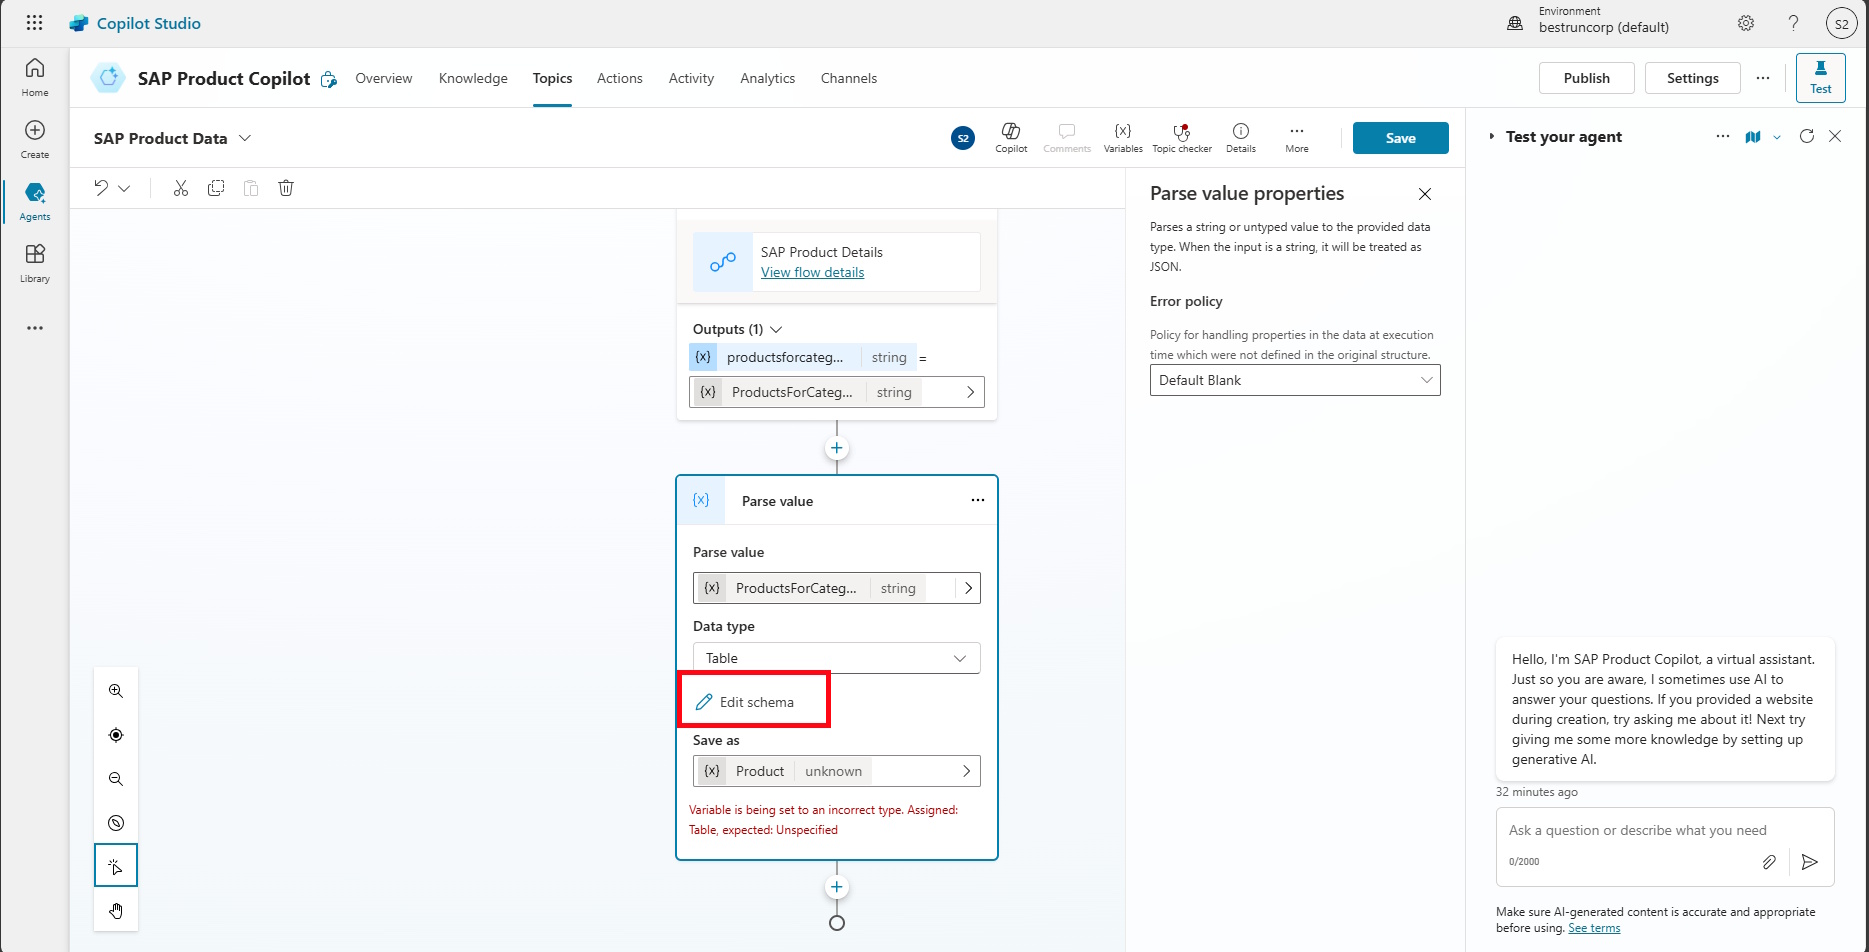 Copilot Studio
Environment
bestruncorp (default)
S2
Home
Create
Agents
Library
SAP Product Copilot
Overview
Knowledge
Topics
Actions
Activity
Analytics
Channels
Publish
Settings
Test
SAP Product Data
S2
Copilot
Comments
{x}
Variables
Topic checker
Details
More
Save
SAP Product Details
View flow details
Outputs (1)
{x} productsforcateg... string =
{x} ProductsForCateg... string
{x} Parse value
Parse value
{x} ProductsForCateg... string
Data type
Table
Edit schema
Save as
{x} Product unknown
Variable is being set to an incorrect type. Assigned:
Table, expected: Unspecified
Parse value properties
Parses a string or untyped value to the provided data
type. When the input is a string, it will be treated as
JSON.
Error policy
Policy for handling properties in the data at execution
time which were not defined in the original structure.
Default Blank
Test your agent
Hello, I'm SAP Product Copilot, a virtual assistant.
Just so you are aware, I sometimes use AI to
answer your questions. If you provided a website
during creation, try asking me about it! Next try
giving me some more knowledge by setting up
generative AI.
32 minutes ago
Ask a question or describe what you need
0/2000
Make sure AI-generated content is accurate and appropriate
before using. See terms